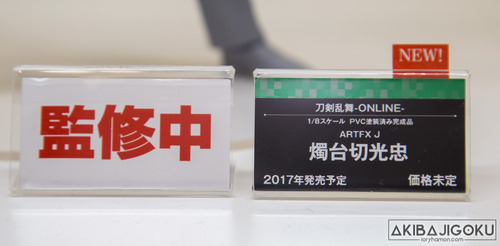 監修中
NEW!
刀剣乱舞-ONLINE-
1/8スケール PVC塗装済み完成品
ARTFX J
燭台切光忠
2017年発売予定 価格未定
AKIBAJIGOKU
ioryhamon.com